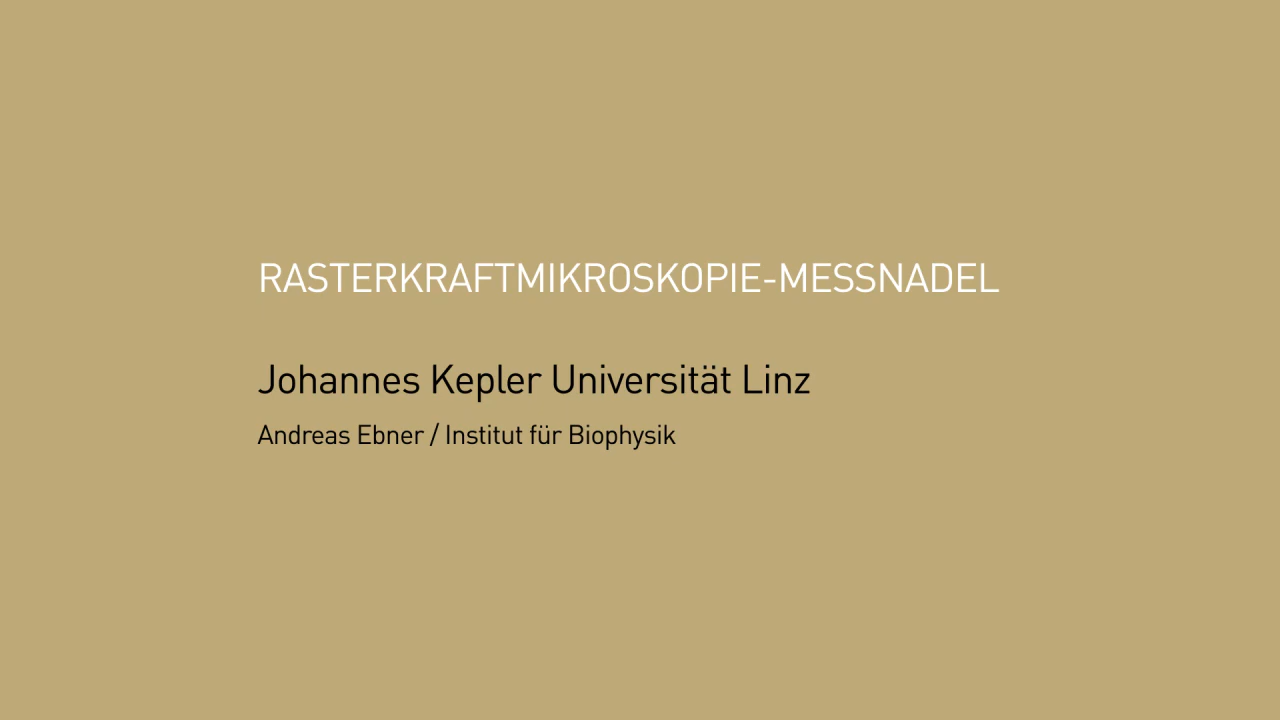 RASTERKRAFTMIKROSKOPIE-MESSNADEL
Johannes Kepler Universität Linz
Andreas Ebner / Institut für Biophysik